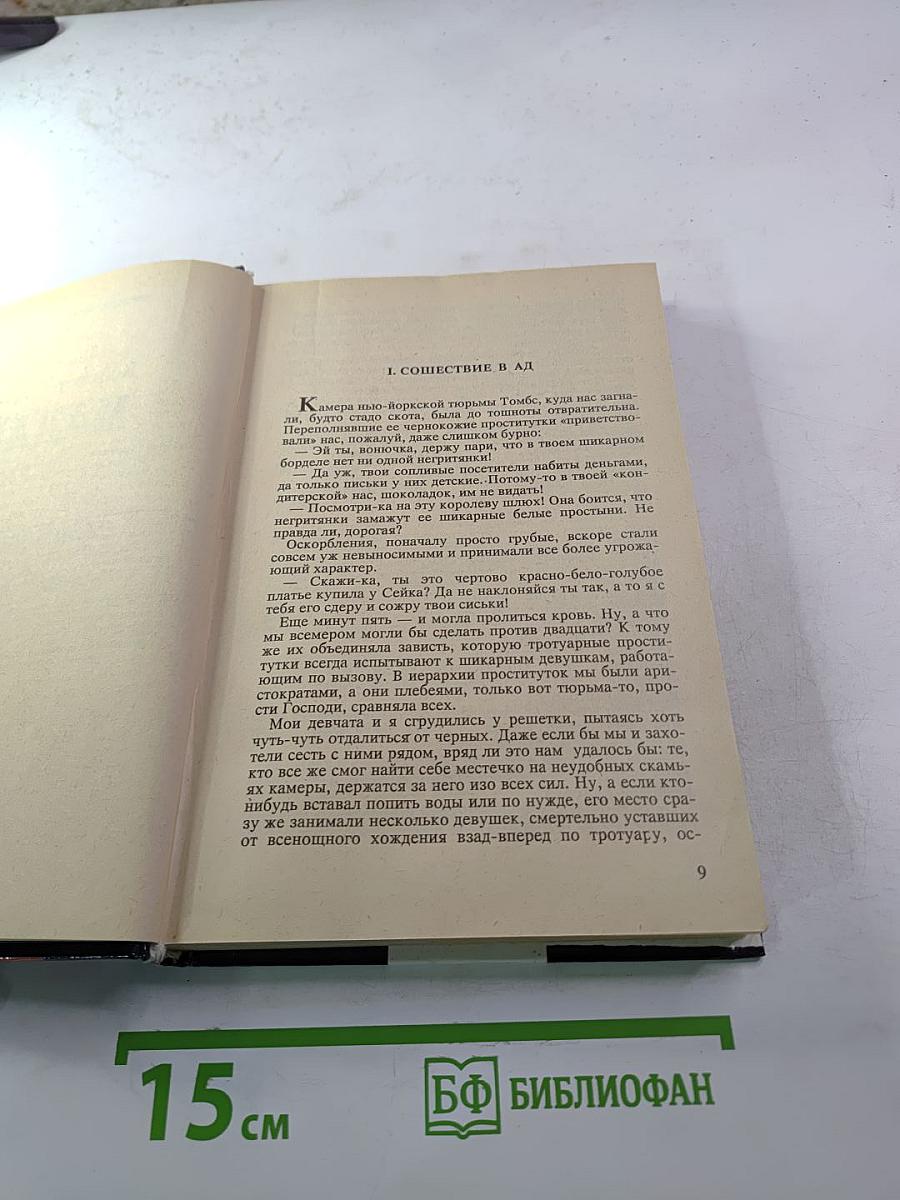 I. СОШЕСТВИЕ В АД
Камера нью-йоркской тюрьмы Томбс, куда нас загна-
ли, будто стадо скота, была до тошноты отвратительна.
Переполнявшие ее чернокожие проститутки «приветство-
вали» нас, пожалуй, даже слишком бурно:
— Эй ты, вонючка, держу пари, что в твоем шикарном
борделе нет ни одной негритянки!
— Да уж, твои сопливые посетители набиты деньгами,
да только письки у них детские. Потому-то в твоей «кон-
дитерской» нас, шоколадок, им не видать!
— Посмотри-ка на эту королеву шлюх! Она боится, что
негритянки замажут ее шикарные белые простыни. Не
правда ли, дорогая?
Оскорбления, поначалу просто грубые, вскоре стали
совсем уж невыносимыми и принимали все более угрожа-
ющий характер.
— Скажи-ка, ты это чертово красно-бело-голубое
платье купила у Сейка? Да не наклоняйся ты так, а то я с
тебя его сдеру и сожру твои сиськи!
Еще минут пять — и могла пролиться кровь. Ну, а что
мы всемером могли бы сделать против двадцати? К тому
же их объединяла зависть, которую тротуарные прости-
тутки всегда испытывают к шикарным девушкам, работа-
ющим по вызову. В иерархии проституток мы были ари-
стократами, а они плебеями, только вот тюрьма-то, про-
сти Господи, сравняла всех.
Мои девчата и я сгрудились у решетки, пытаясь хоть
чуть-чуть отдалиться от черных. Даже если бы мы и захо-
тели сесть с ними рядом, вряд ли это нам удалось бы: те,
кто все же смог найти себе местечко на неудобных скамь-
ях камеры, держатся за него изо всех сил. Ну, а если кто-
нибудь вставал попить воды или по нужде, его место сра-
зу же занимали несколько девушек, смертельно уставших
от всенощного хождения взад-вперед по тротуару, ос-
9
15 см
БФ БИБЛИОФАН